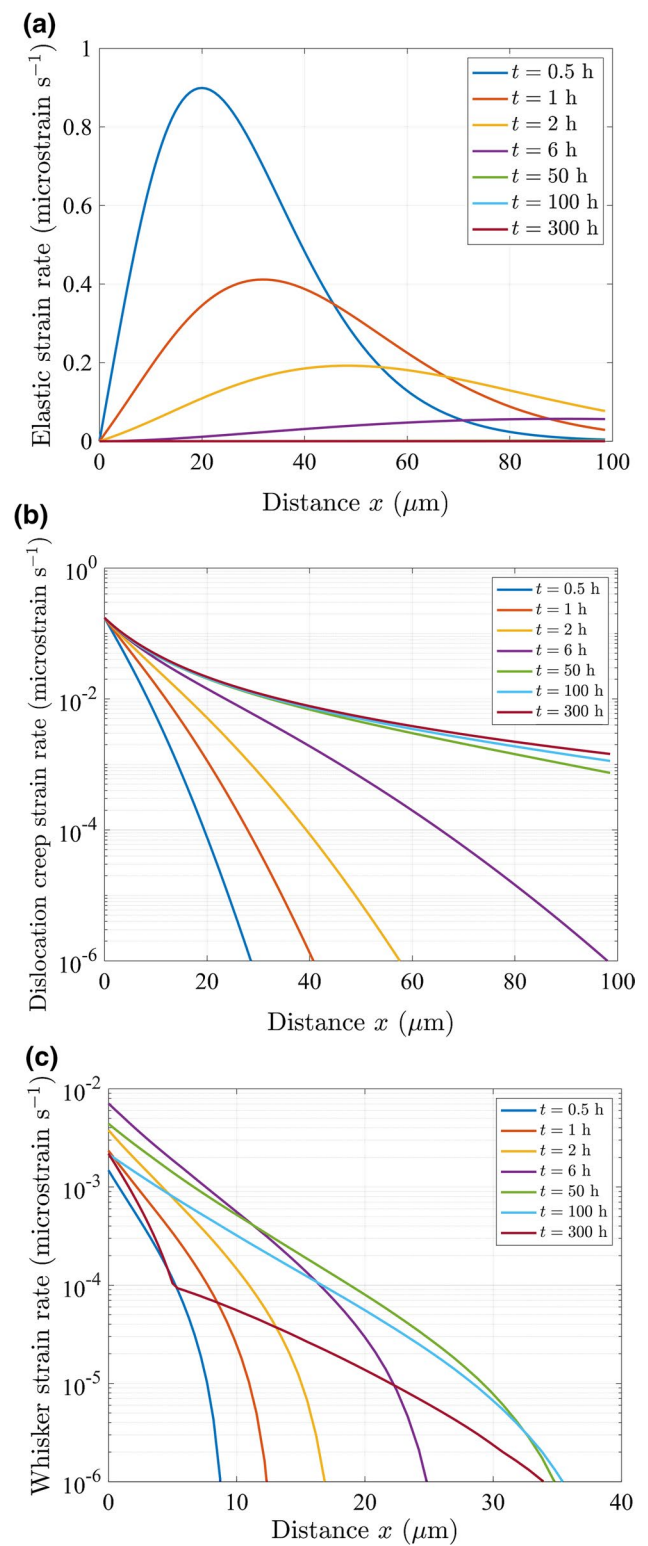 (a)
Elastic strain rate (microstrain s⁻¹)
1
0.8
0.6
0.4
0.2
0
t = 0.5 h
t = 1 h
t = 2 h
t = 6 h
t = 50 h
t = 100 h
t = 300 h
0 20 40 60 80 100
Distance x (μm)
(b)
Dislocation creep strain rate (microstrain s⁻¹)
10⁰
10⁻²
10⁻⁴
10⁻⁶
t = 0.5 h
t = 1 h
t = 2 h
t = 6 h
t = 50 h
t = 100 h
t = 300 h
0 20 40 60 80 100
Distance x (μm)
(c)
Whisker strain rate (microstrain s⁻¹)
10⁻²
10⁻³
10⁻⁴
10⁻⁵
10⁻⁶
t = 0.5 h
t = 1 h
t = 2 h
t = 6 h
t = 50 h
t = 100 h
t = 300 h
0 10 20 30 40
Distance x (μm)